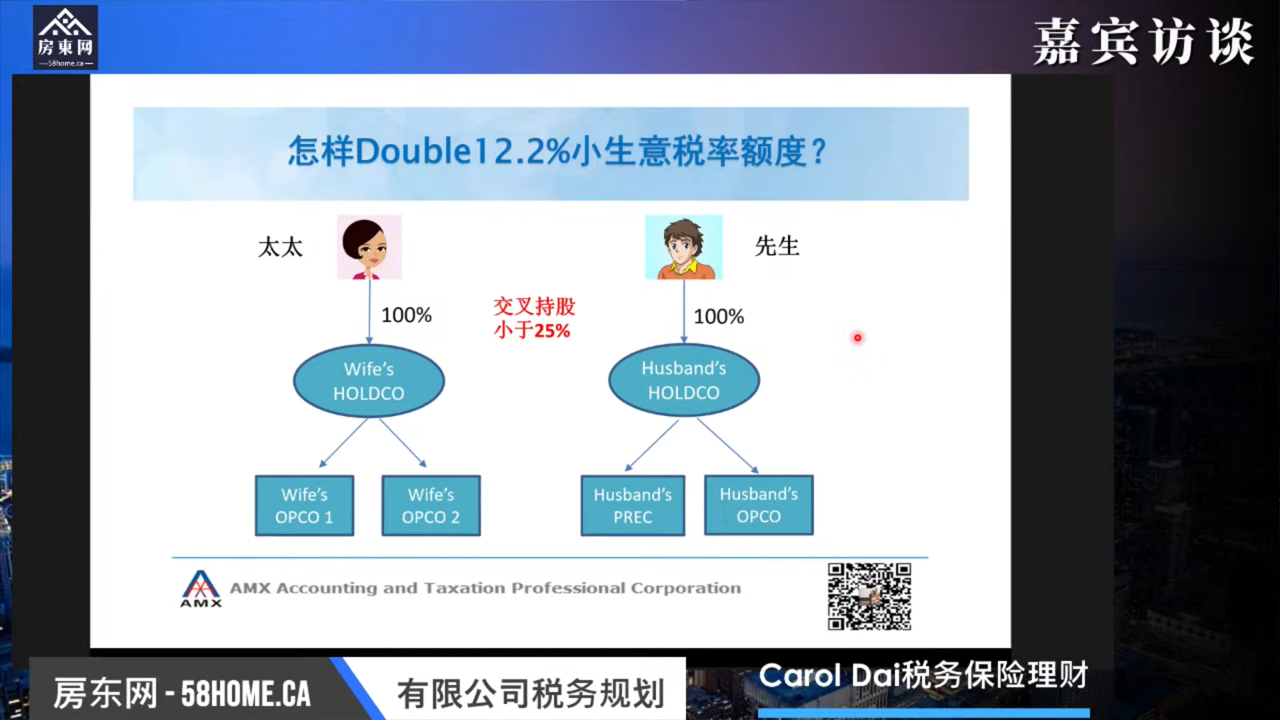 房東网
58home.ca
嘉宾访谈
怎样Double12.2%小生意税率额度？
太太
先生
100%
交叉持股
小于25%
100%
Wife's
HOLDCO
Husband's
HOLDCO
Wife's
OPCO 1
Wife's
OPCO 2
Husband's
PREC
Husband's
OPCO
AMX
AMX Accounting and Taxation Professional Corporation
房东网 - 58HOME.CA
有限公司税务规划
Carol Dai税务保险理财